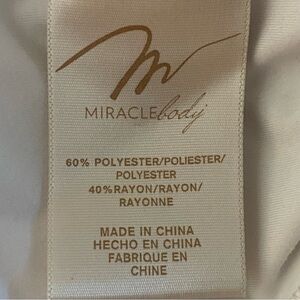 MIRACLEbody
60% POLYESTER/POLIESTER/
POLYESTER
40% RAYON/RAYON/
RAYONNE
MADE IN CHINA
HECHO EN CHINA
FABRIQUE EN
CHINE